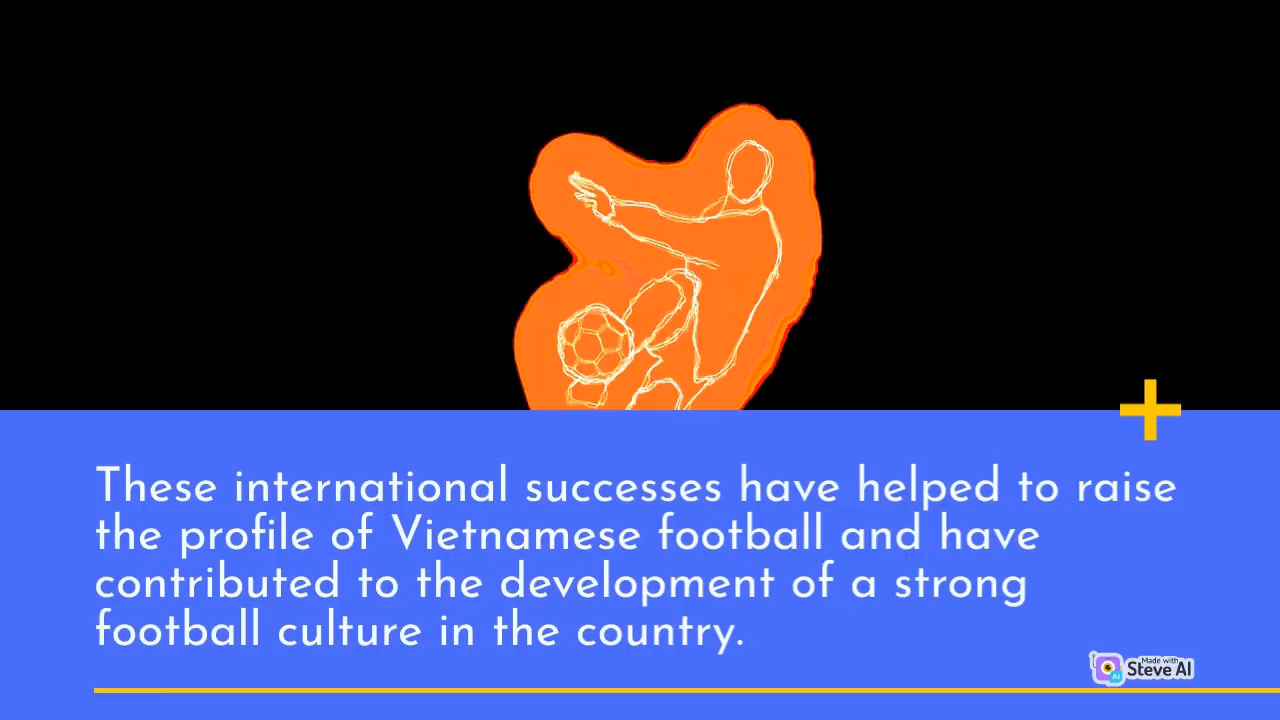 These international successes have helped to raise
the profile of Vietnamese football and have
contributed to the development of a strong
football culture in the country.
Made with
Steve AI
AI